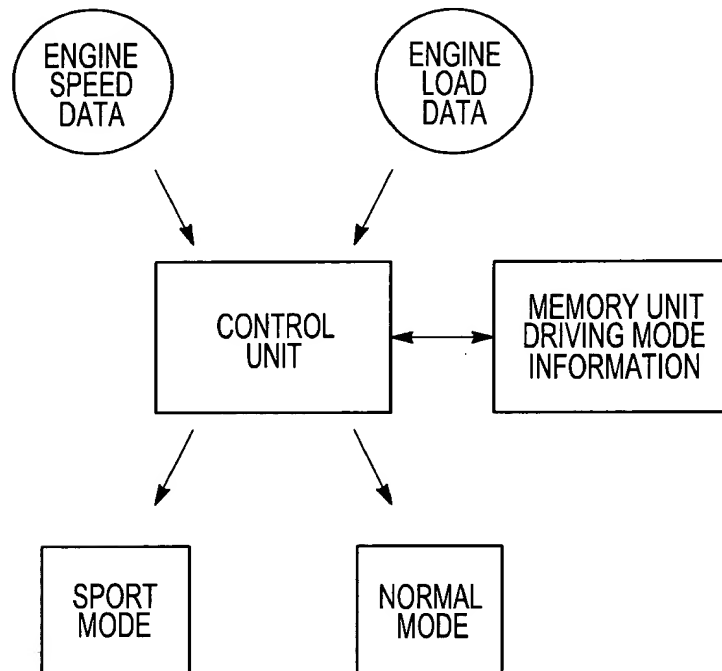 ENGINE
SPEED
DATA
ENGINE
LOAD
DATA
CONTROL
UNIT
MEMORY UNIT
DRIVING MODE
INFORMATION
SPORT
MODE
NORMAL
MODE